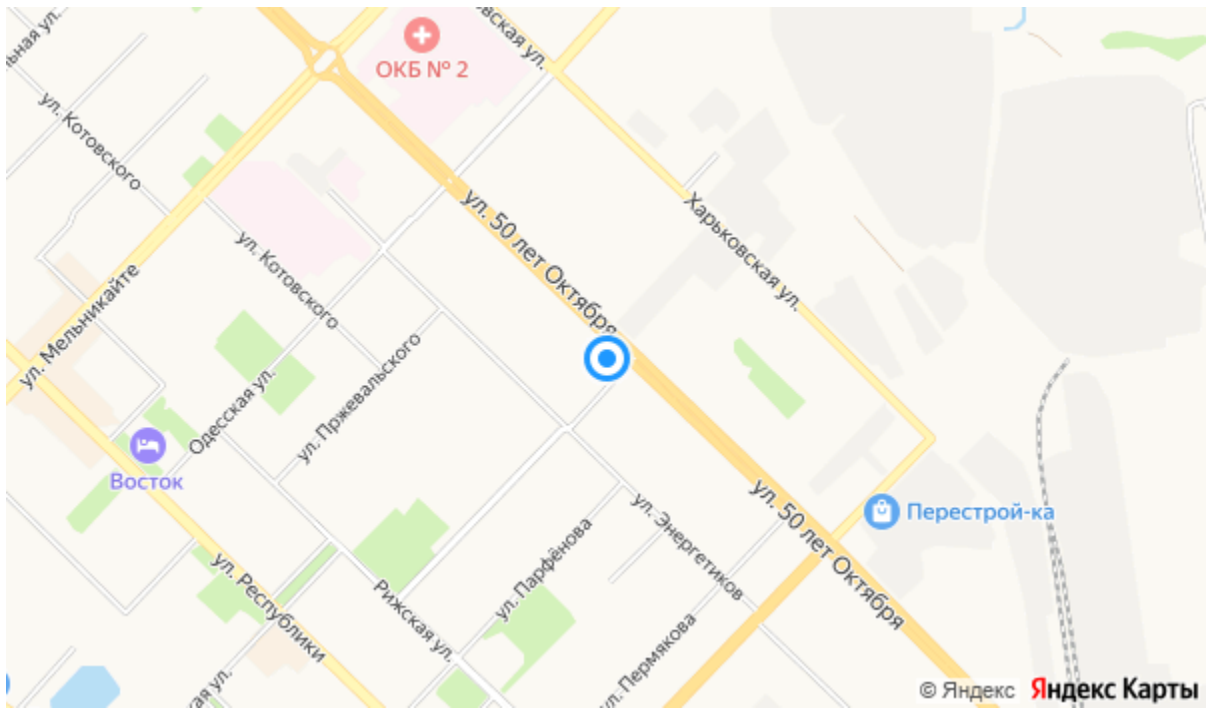 ОКБ № 2
ул. Котовского
ул. 50 лет Октября
Харьковская ул.
ул. Котовского
ул. Мельникайте
ул. Пржевальского
Одесская ул.
Восток
ул. 50 лет Октября
Перестрой-ка
ул. Энергетиков
ул. Парфёнова
ул. Республики
Рижская ул.
ул. Пермякова
© Яндекс Яндекс Карты